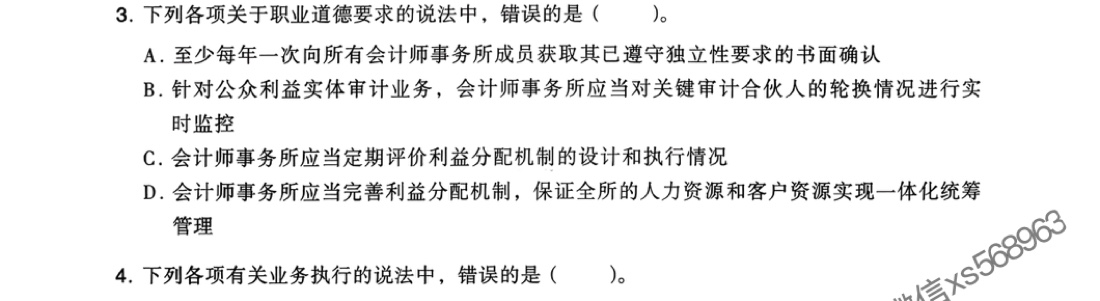 3. 下列各项关于职业道德要求的说法中，错误的是（　　）。
A. 至少每年一次向所有会计师事务所成员获取其已遵守独立性要求的书面确认
B. 针对公众利益实体审计业务，会计师事务所应当对关键审计合伙人的轮换情况进行实
时监控
C. 会计师事务所应当定期评价利益分配机制的设计和执行情况
D. 会计师事务所应当完善利益分配机制，保证全所的人力资源和客户资源实现一体化统筹
管理
4. 下列各项有关业务执行的说法中，错误的是（　　）。
信xs568963